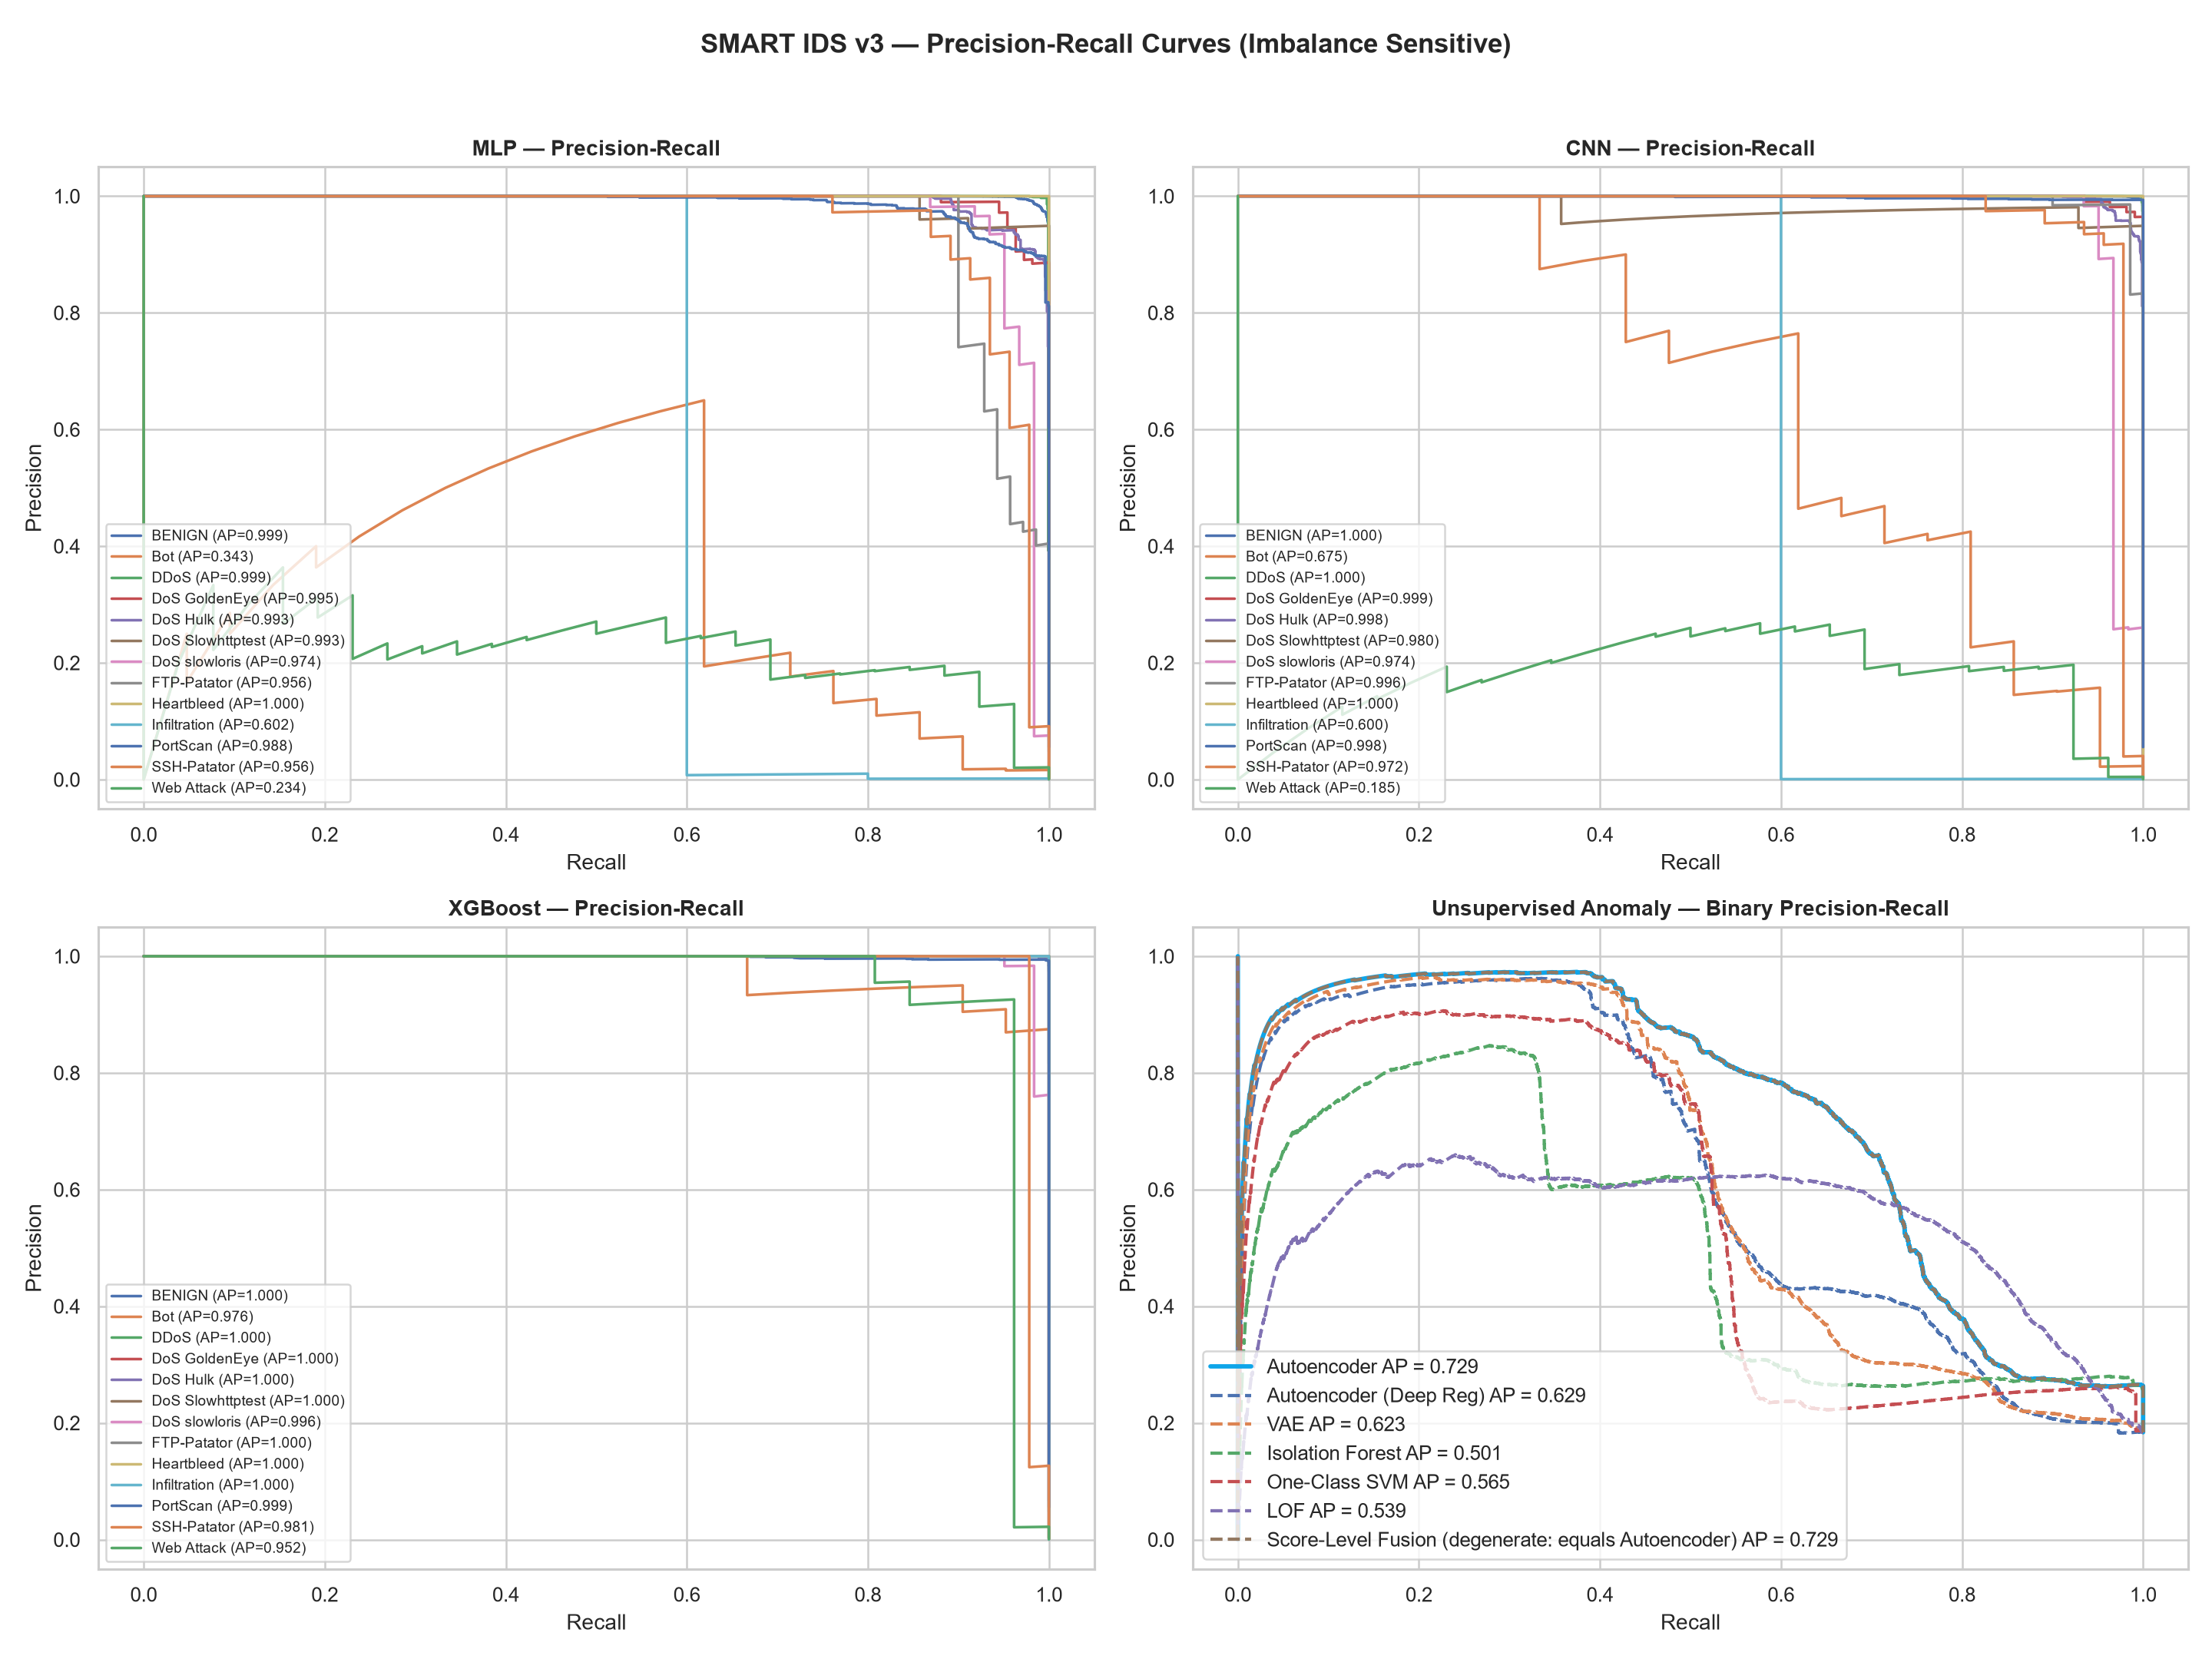 SMART IDS v3 — Precision-Recall Curves (Imbalance Sensitive)
MLP — Precision-Recall
1.0
0.8
0.6
0.4
0.2
0.0
Precision
BENIGN (AP=0.999)
Bot (AP=0.343)
DDoS (AP=0.999)
DoS GoldenEye (AP=0.995)
DoS Hulk (AP=0.993)
DoS Slowhttptest (AP=0.993)
DoS slowloris (AP=0.974)
FTP-Patator (AP=0.956)
Heartbleed (AP=1.000)
Infiltration (AP=0.602)
PortScan (AP=0.988)
SSH-Patator (AP=0.956)
Web Attack (AP=0.234)
0.0 0.2 0.4 0.6 0.8 1.0
Recall
CNN — Precision-Recall
1.0
0.8
0.6
0.4
0.2
0.0
Precision
BENIGN (AP=1.000)
Bot (AP=0.675)
DDoS (AP=1.000)
DoS GoldenEye (AP=0.999)
DoS Hulk (AP=0.998)
DoS Slowhttptest (AP=0.980)
DoS slowloris (AP=0.974)
FTP-Patator (AP=0.996)
Heartbleed (AP=1.000)
Infiltration (AP=0.600)
PortScan (AP=0.998)
SSH-Patator (AP=0.972)
Web Attack (AP=0.185)
0.0 0.2 0.4 0.6 0.8 1.0
Recall
XGBoost — Precision-Recall
1.0
0.8
0.6
0.4
0.2
0.0
Precision
BENIGN (AP=1.000)
Bot (AP=0.976)
DDoS (AP=1.000)
DoS GoldenEye (AP=1.000)
DoS Hulk (AP=1.000)
DoS Slowhttptest (AP=1.000)
DoS slowloris (AP=0.996)
FTP-Patator (AP=1.000)
Heartbleed (AP=1.000)
Infiltration (AP=1.000)
PortScan (AP=0.999)
SSH-Patator (AP=0.981)
Web Attack (AP=0.952)
0.0 0.2 0.4 0.6 0.8 1.0
Recall
Unsupervised Anomaly — Binary Precision-Recall
1.0
0.8
0.6
0.4
0.2
0.0
Precision
Autoencoder AP = 0.729
Autoencoder (Deep Reg) AP = 0.629
VAE AP = 0.623
Isolation Forest AP = 0.501
One-Class SVM AP = 0.565
LOF AP = 0.539
Score-Level Fusion (degenerate: equals Autoencoder) AP = 0.729
0.0 0.2 0.4 0.6 0.8 1.0
Recall